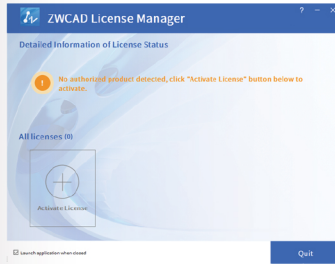 ZWCAD License Manager
? − ×
Detailed Information of License Status
!
No authorized product detected, click "Activate License" button below to
activate.
All licenses (0)
Activate License
Launch application when closed
Quit